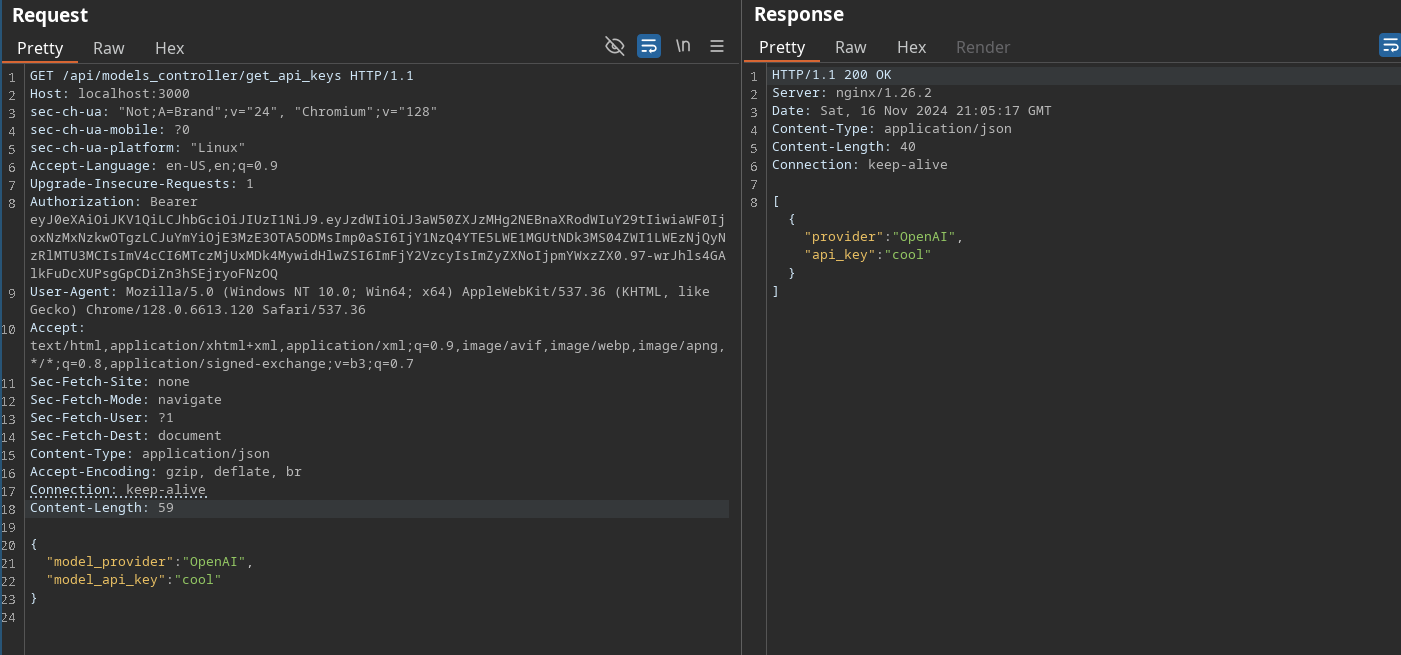 Request
Pretty Raw Hex \n
1 GET /api/models_controller/get_api_keys HTTP/1.1
2 Host: localhost:3000
3 sec-ch-ua: "Not;A=Brand";v="24", "Chromium";v="128"
4 sec-ch-ua-mobile: ?0
5 sec-ch-ua-platform: "Linux"
6 Accept-Language: en-US,en;q=0.9
7 Upgrade-Insecure-Requests: 1
8 Authorization: Bearer
eyJ0eXAiOiJKV1QiLCJhbGciOiJIUzI1NiJ9.eyJzdWIiOiJ3aW50ZXJzMHg2NEBnaXRodWIuY29tIiwiaWF0Ij
oxNzMxNzkwOTgzLCJuYmYiOjE3MzE3OTA5ODMsImp0aSI6IjY1NzQ4YTE5LWE1MGUtNDk3MS04ZWI1LWEzNjQyN
zRlMTU3MCIsImV4cCI6MTczMjUxMDk4MywidHlwZSI6ImFjY2VzcyIsImZyZXNoIjpmYWxzZX0.97-wrJhls4GA
lkFuDcXUPsgGpCDiZn3hSEjryoFNzOQ
9 User-Agent: Mozilla/5.0 (Windows NT 10.0; Win64; x64) AppleWebKit/537.36 (KHTML, like
Gecko) Chrome/128.0.6613.120 Safari/537.36
10 Accept:
text/html,application/xhtml+xml,application/xml;q=0.9,image/avif,image/webp,image/apng,
*/*;q=0.8,application/signed-exchange;v=b3;q=0.7
11 Sec-Fetch-Site: none
12 Sec-Fetch-Mode: navigate
13 Sec-Fetch-User: ?1
14 Sec-Fetch-Dest: document
15 Content-Type: application/json
16 Accept-Encoding: gzip, deflate, br
17 Connection: keep-alive
18 Content-Length: 59
19
20 {
21 "model_provider":"OpenAI",
22 "model_api_key":"cool"
23 }
24
Response
Pretty Raw Hex Render
1 HTTP/1.1 200 OK
2 Server: nginx/1.26.2
3 Date: Sat, 16 Nov 2024 21:05:17 GMT
4 Content-Type: application/json
5 Content-Length: 40
6 Connection: keep-alive
7
8 [
{
"provider":"OpenAI",
"api_key":"cool"
}
]